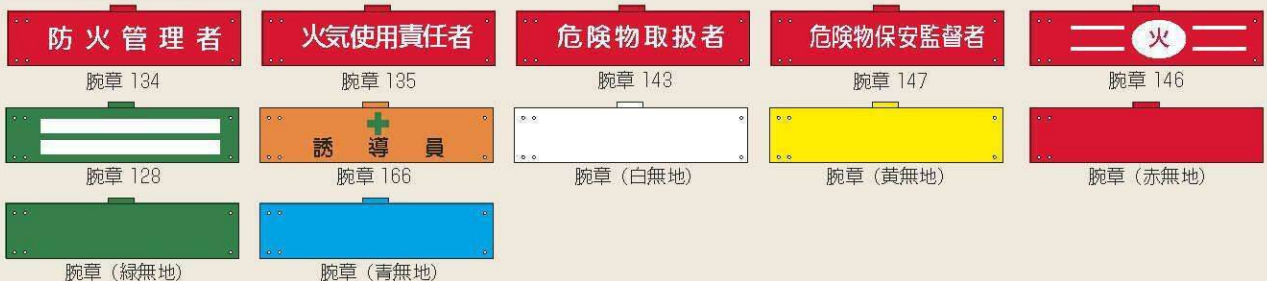 防火管理者
火気使用責任者
危険物取扱者
危険物保安監督者
火
腕章 134
腕章 135
腕章 143
腕章 147
腕章 146
誘導員
腕章 128
腕章 166
腕章（白無地）
腕章（黄無地）
腕章（赤無地）
腕章（緑無地）
腕章（青無地）